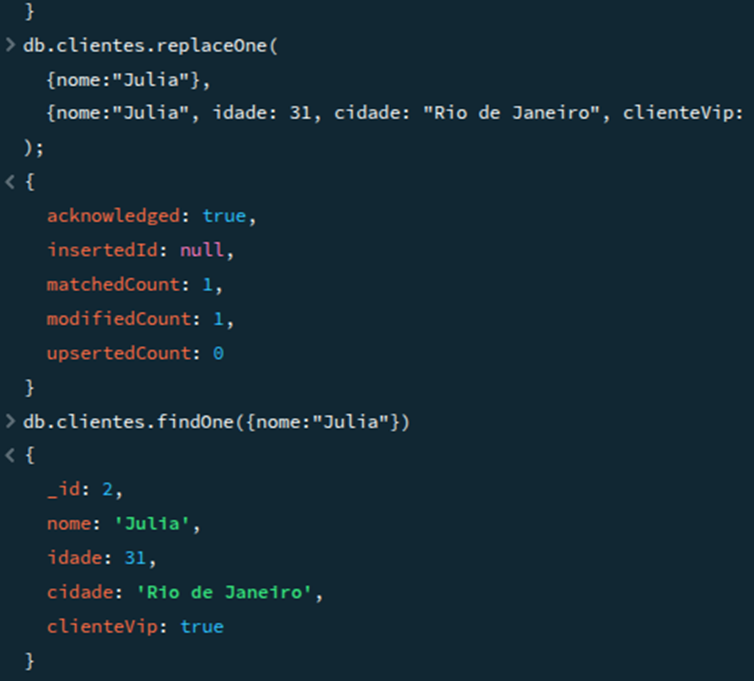 }
> db.clientes.replaceOne(
{nome:"Julia"},
{nome:"Julia", idade: 31, cidade: "Rio de Janeiro", clienteVip:
);
< {
acknowledged: true,
insertedId: null,
matchedCount: 1,
modifiedCount: 1,
upsertedCount: 0
}
> db.clientes.findOne({nome:"Julia"})
< {
_id: 2,
nome: 'Julia',
idade: 31,
cidade: 'Rio de Janeiro',
clienteVip: true
}